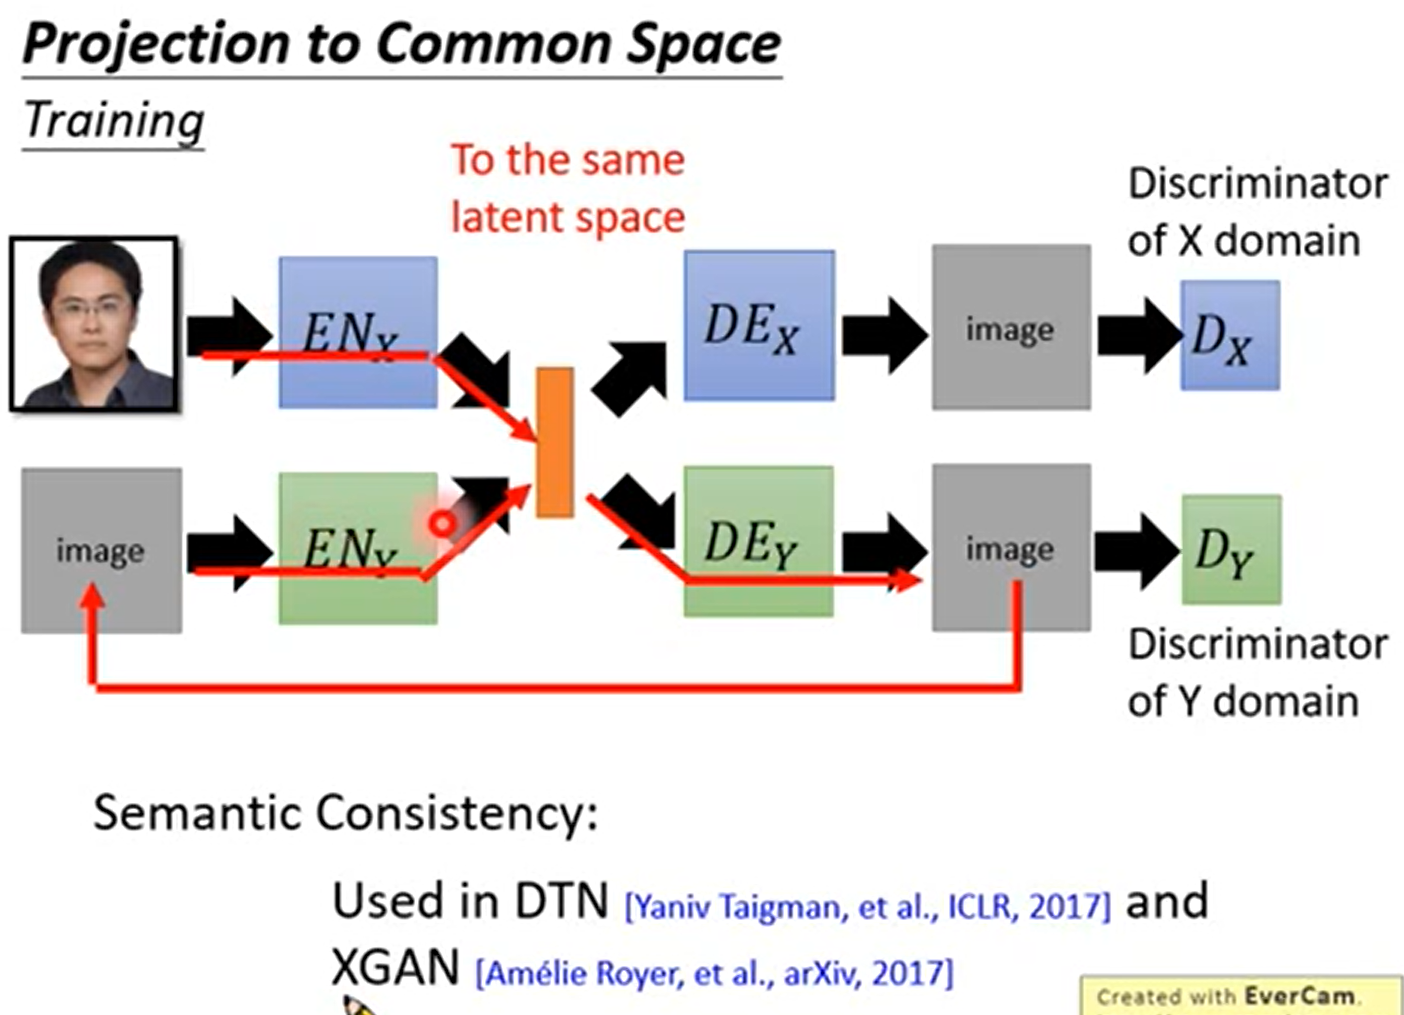 Projection to Common Space
Training
To the same
latent space
Discriminator
of X domain
EN_X
DE_X
image
D_X
image
EN_Y
DE_Y
image
D_Y
Discriminator
of Y domain
Semantic Consistency:
Used in DTN [Yaniv Taigman, et al., ICLR, 2017] and
XGAN [Amélie Royer, et al., arXiv, 2017]
Created with EverCam.